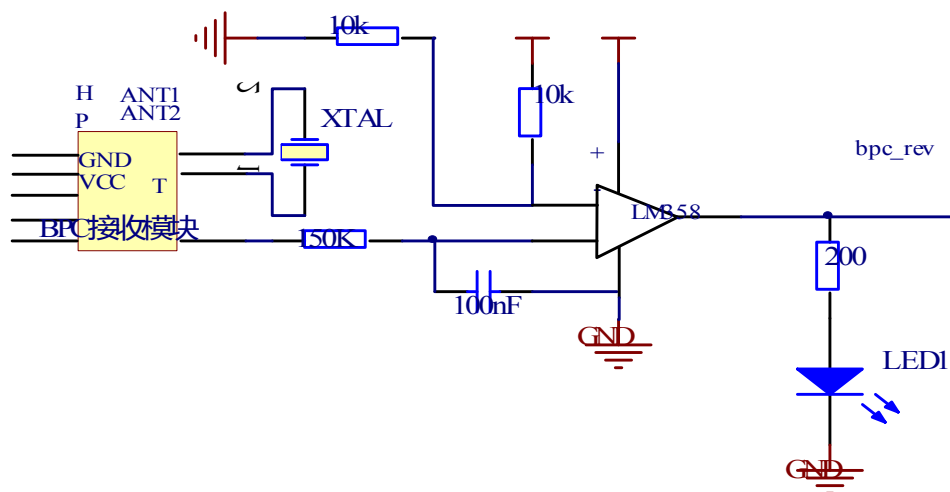 10k
H
P
ANT1
ANT2
S
XTAL
10k
+
-
bpc_rev
GND
VCC
T
1
LM358
BPC接收模块
150K
200
100nF
GND
LED1
GND